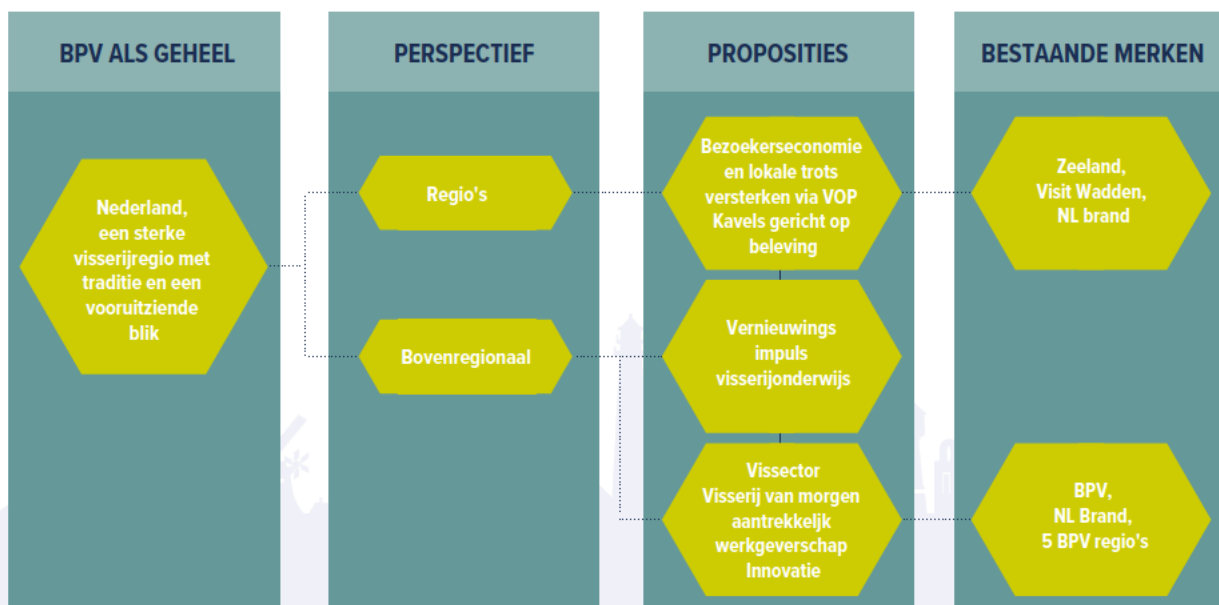 BPV ALS GEHEEL
Nederland,
een sterke
visserijregio met
traditie en een
vooruitziende
blik
PERSPECTIEF
Regio's
Bovenregionaal
PROPOSITIES
Bezoekerseconomie
en lokale trots
versterken via VOP
Kavels gericht op
beleving
Vernieuwings
impuls
visserijonderwijs
Vissector
Visserij van morgen
aantrekkeljk
werkgeverschap
Innovatie
BESTAANDE MERKEN
Zeeland,
Visit Wadden,
NL brand
BPV,
NL Brand,
5 BPV regio's